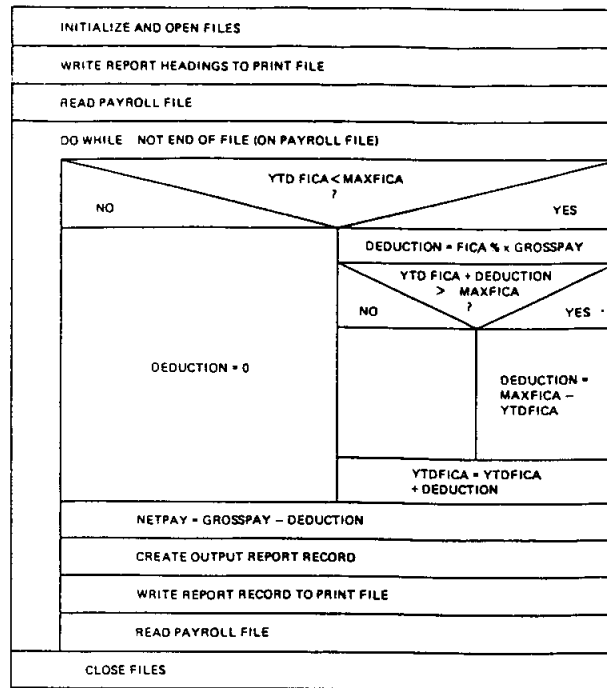 INITIALIZE AND OPEN FILES
WRITE REPORT HEADINGS TO PRINT FILE
READ PAYROLL FILE
DO WHILE NOT END OF FILE (ON PAYROLL FILE)
YTD FICA < MAXFICA
?
NO
YES
DEDUCTION = FICA % x GROSSPAY
YTD FICA + DEDUCTION
> MAXFICA
?
NO
YES
DEDUCTION = 0
DEDUCTION =
MAXFICA –
YTDFICA
YTDFICA = YTDFICA
+ DEDUCTION
NETPAY = GROSSPAY – DEDUCTION
CREATE OUTPUT REPORT RECORD
WRITE REPORT RECORD TO PRINT FILE
READ PAYROLL FILE
CLOSE FILES